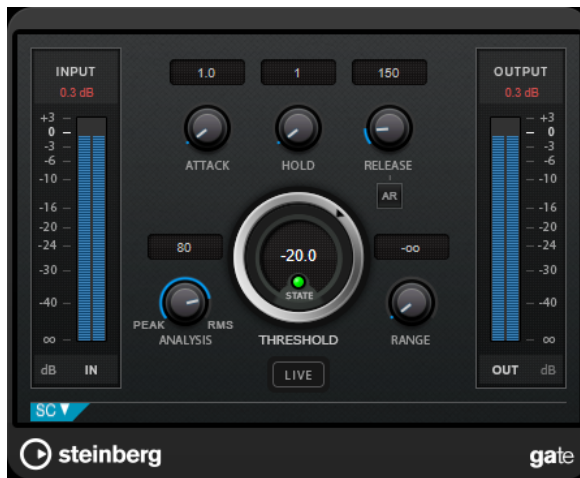 INPUT
0.3 dB
+3
0
-3
-6
-10
-16
-20
-24
-30
-40
∞
dB IN
1.0 1 150
ATTACK HOLD RELEASE
AR
80
-20.0
-∞
STATE
PEAK RMS
ANALYSIS THRESHOLD RANGE
LIVE
OUTPUT
0.3 dB
+3
0
-3
-6
-10
-16
-20
-24
-30
-40
∞
OUT dB
SC
steinberg gate